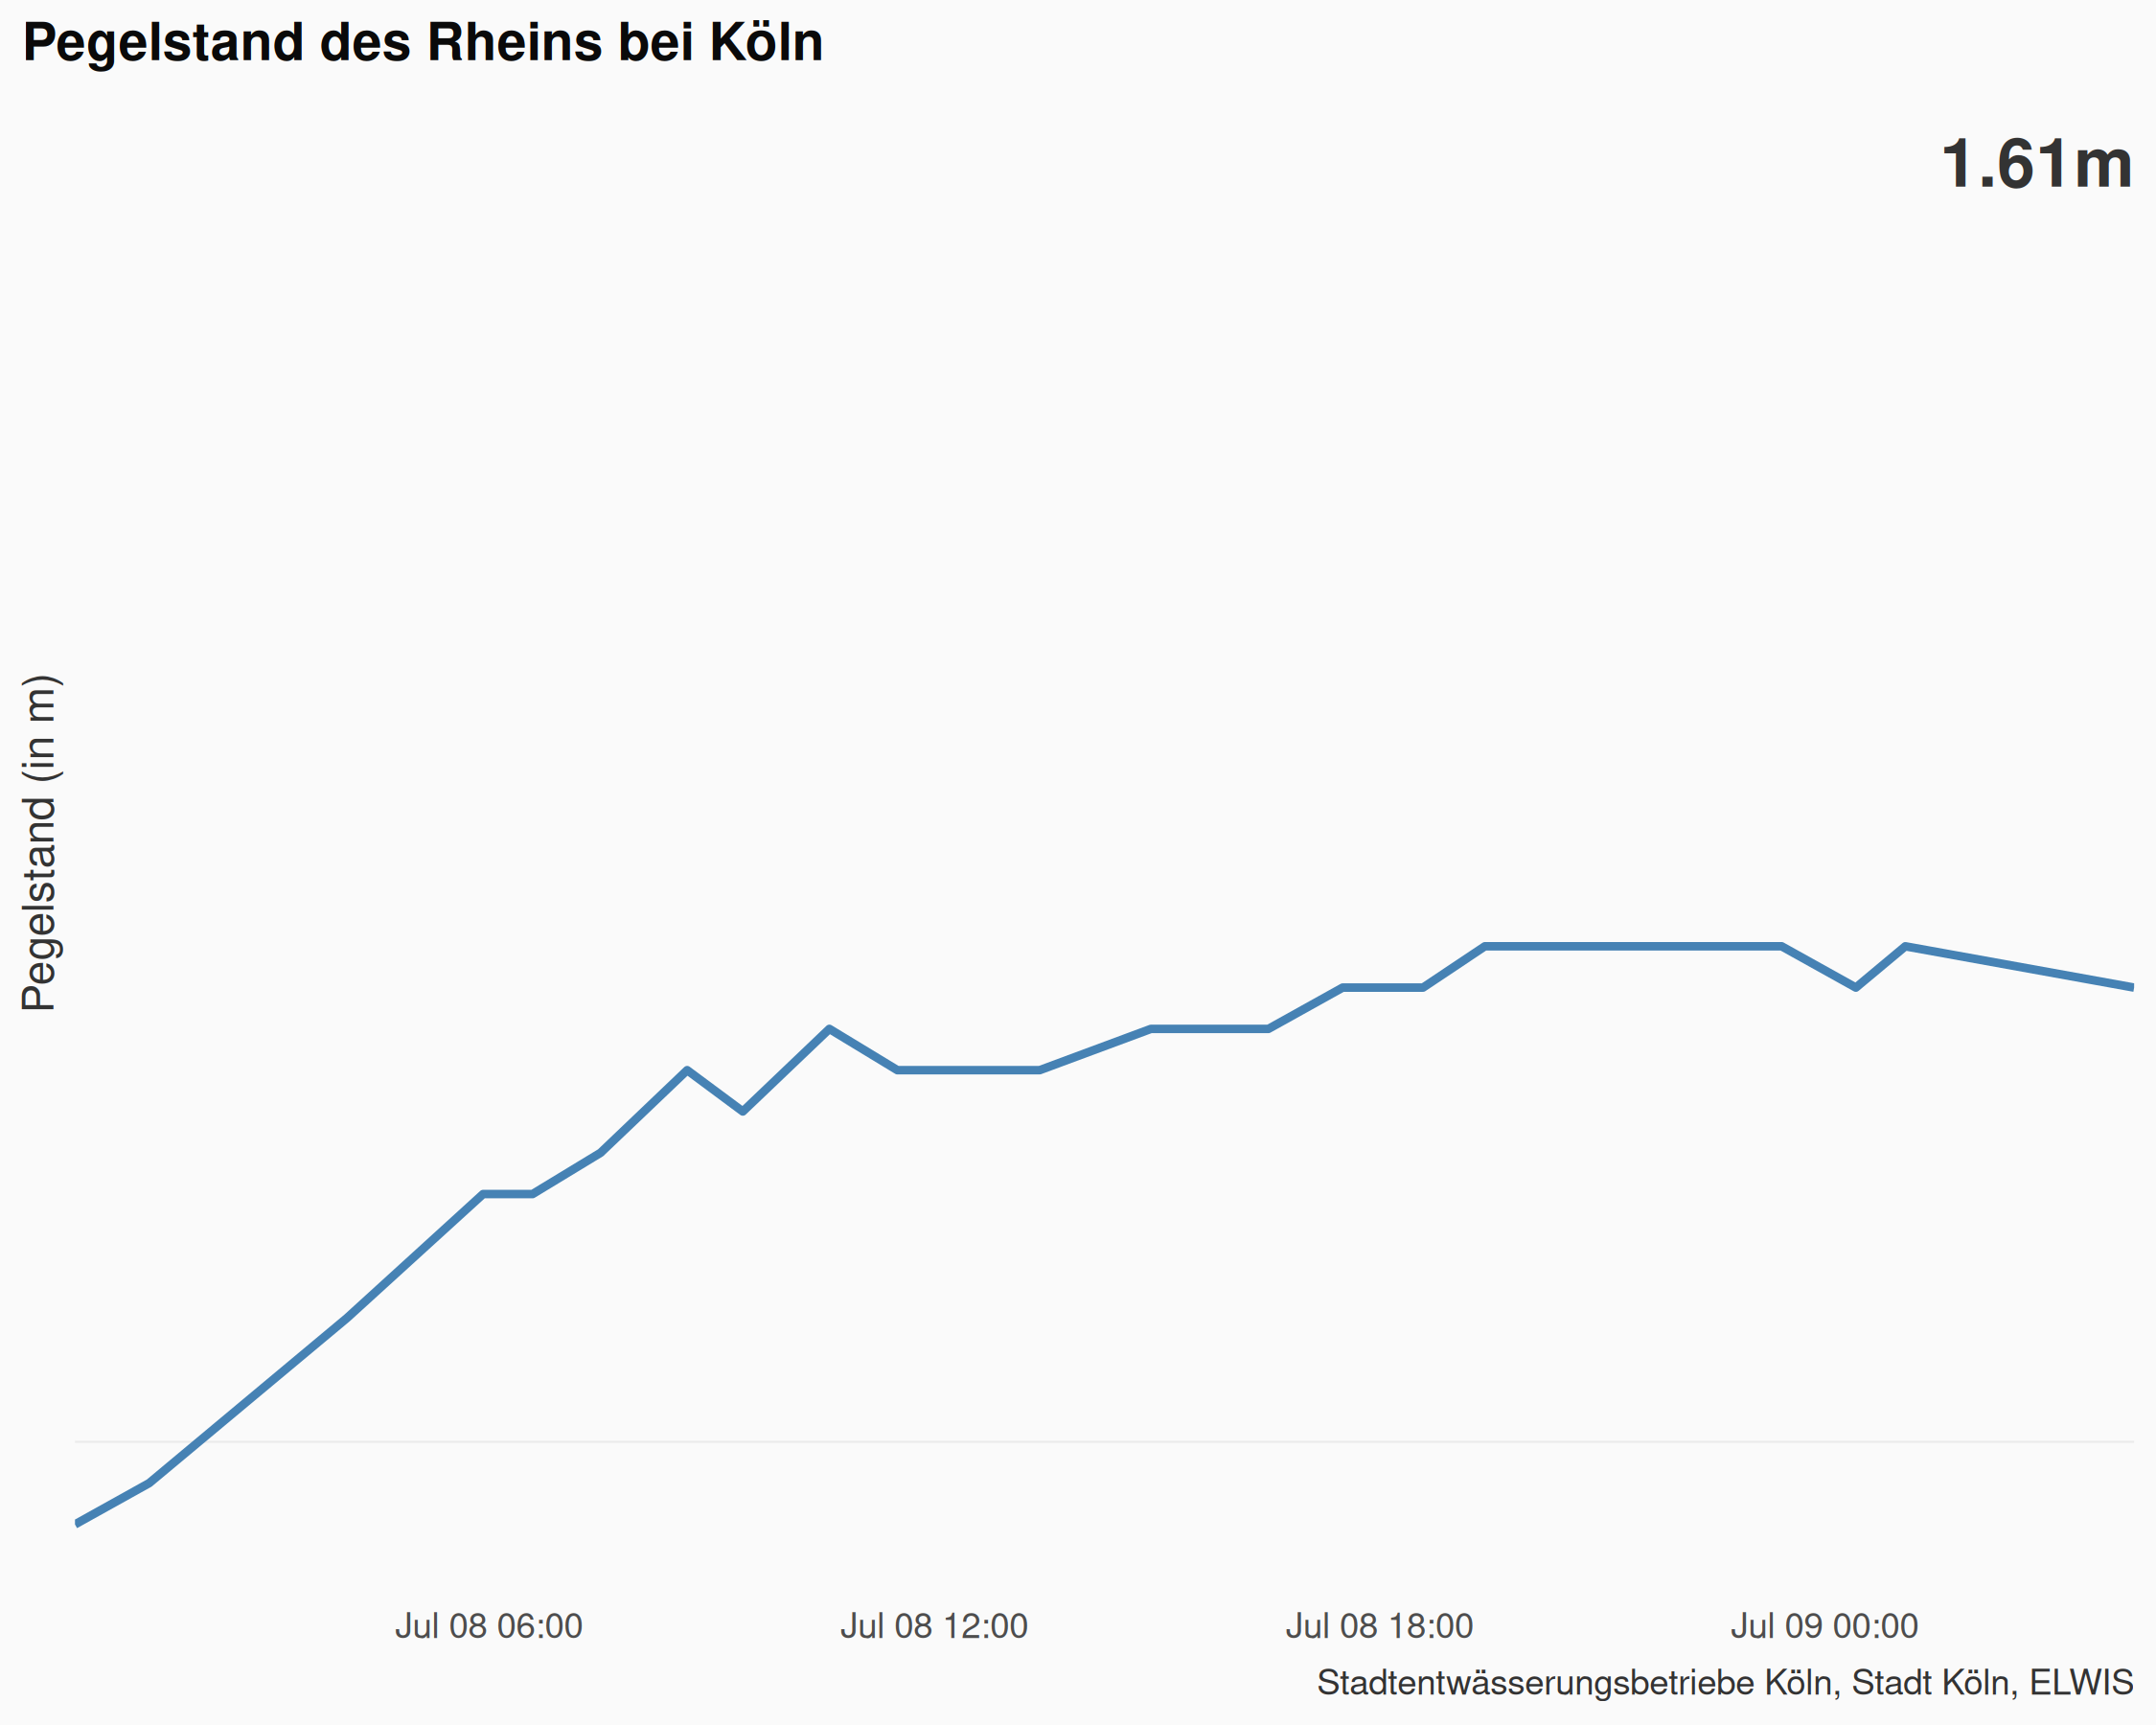 Pegelstand des Rheins bei Köln
1.61m
Pegelstand (in m)
Jul 08 06:00 Jul 08 12:00 Jul 08 18:00 Jul 09 00:00
Stadtentwässerungsbetriebe Köln, Stadt Köln, ELWIS